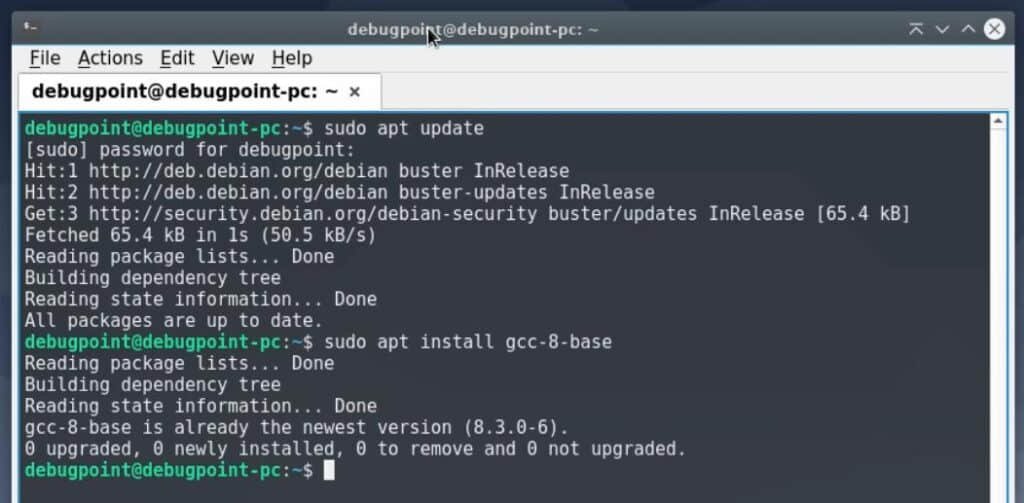 debugpoint@debugpoint-pc: ~
File Actions Edit View Help
debugpoint@debugpoint-pc: ~ ×
debugpoint@debugpoint-pc:~$ sudo apt update
[sudo] password for debugpoint:
Hit:1 http://deb.debian.org/debian buster InRelease
Hit:2 http://deb.debian.org/debian buster-updates InRelease
Get:3 http://security.debian.org/debian-security buster/updates InRelease [65.4 kB]
Fetched 65.4 kB in 1s (50.5 kB/s)
Reading package lists... Done
Building dependency tree
Reading state information... Done
All packages are up to date.
debugpoint@debugpoint-pc:~$ sudo apt install gcc-8-base
Reading package lists... Done
Building dependency tree
Reading state information... Done
gcc-8-base is already the newest version (8.3.0-6).
0 upgraded, 0 newly installed, 0 to remove and 0 not upgraded.
debugpoint@debugpoint-pc:~$